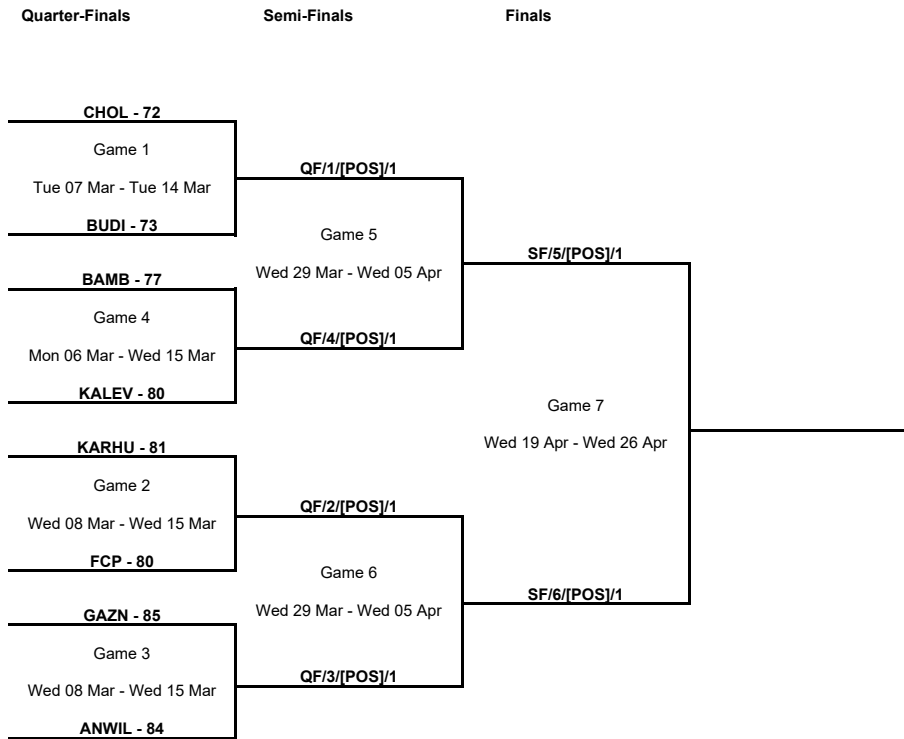 Quarter-Finals Semi-Finals Finals
CHOL - 72
Game 1
Tue 07 Mar - Tue 14 Mar
BUDI - 73
BAMB - 77
Game 4
Mon 06 Mar - Wed 15 Mar
KALEV - 80
KARHU - 81
Game 2
Wed 08 Mar - Wed 15 Mar
FCP - 80
GAZN - 85
Game 3
Wed 08 Mar - Wed 15 Mar
ANWIL - 84
QF/1/[POS]/1
Game 5
Wed 29 Mar - Wed 05 Apr
QF/4/[POS]/1
QF/2/[POS]/1
Game 6
Wed 29 Mar - Wed 05 Apr
QF/3/[POS]/1
SF/5/[POS]/1
Game 7
Wed 19 Apr - Wed 26 Apr
SF/6/[POS]/1